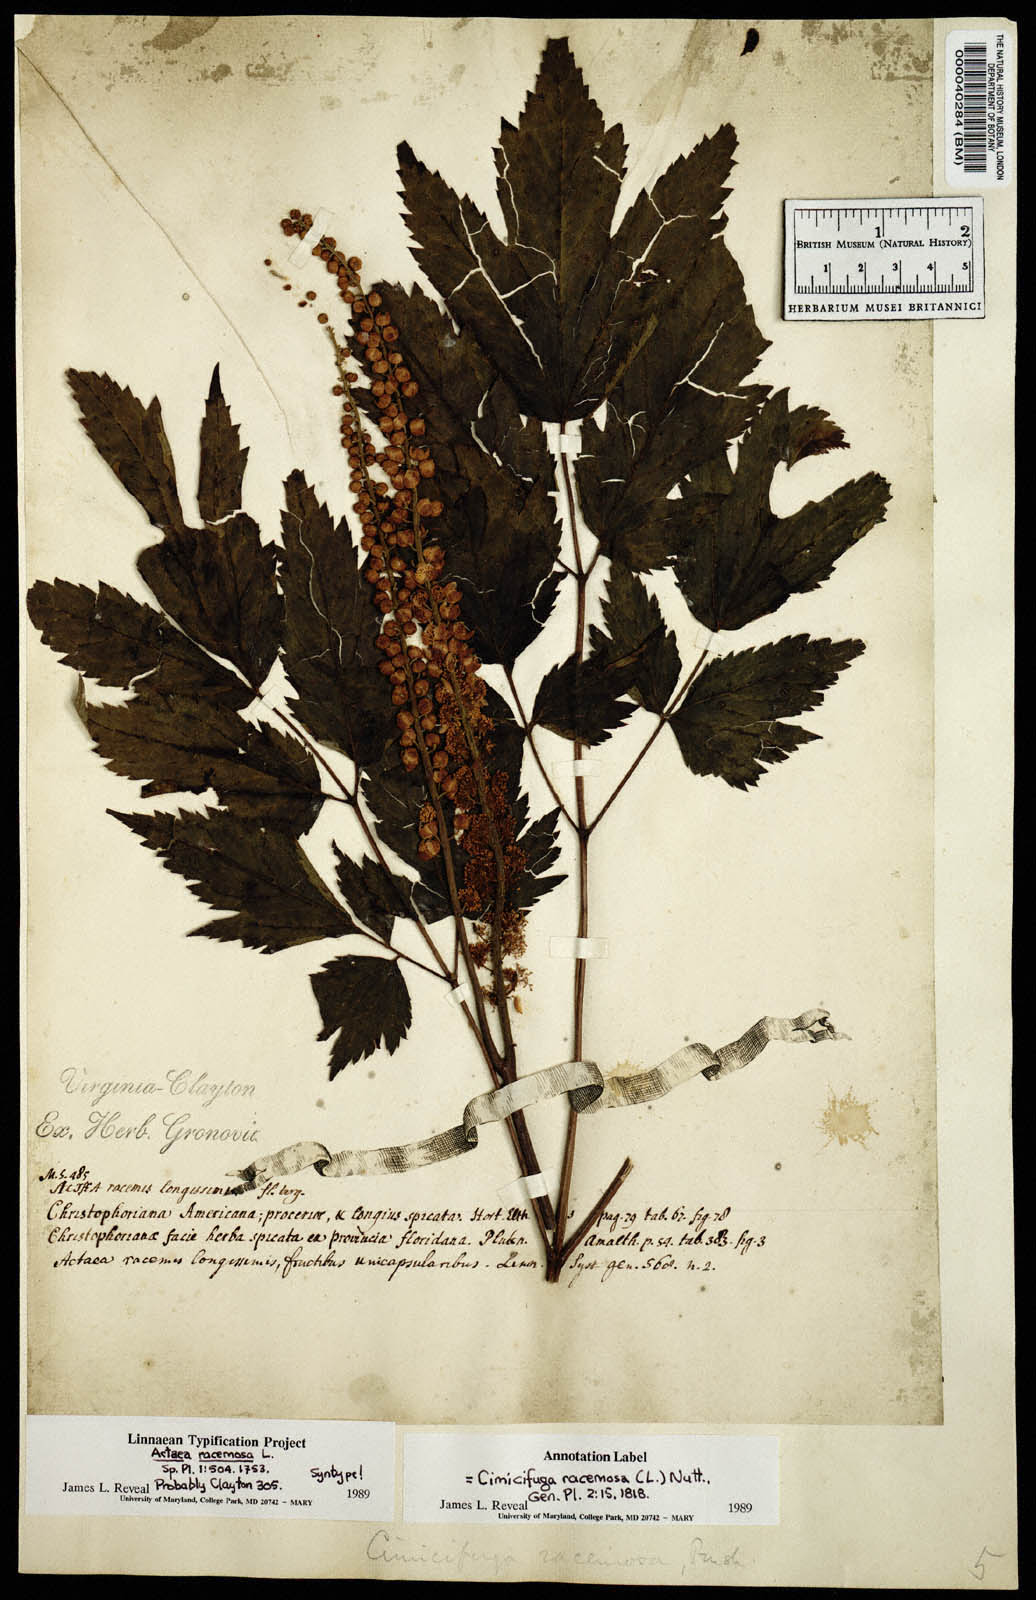 THE NATURAL HISTORY MUSEUM, LONDON
DEPARTMENT OF BOTANY
000040284 (BM)
1 2
BRITISH MUSEUM (NATURAL HISTORY)
1 2 3 4 5
HERBARIUM MUSEI BRITANNICI
Virginia-Clayton
Ex. Herb. Gronovii
M.S. 485
ACTÆA racemis longissimis fl. virg.
Christophoriana Americana, procerior, & longius spicata. Hort. Elth pag. 79 tab. 67. fig. 78
Christophorianæ facie herba spicata ex provincia floridana. Pluken. Amalth. p. 54. tab. 383. fig. 3
Actaea racemis longissimis, fructibus unicapsularibus. Linn. Syst. gen. 568. n. 2.
Linnaean Typification Project
Actaea racemosa L.
Sp. Pl. 1:504. 1753. Syntype!
James L. Reveal Probably Clayton 305. 1989
University of Maryland, College Park, MD 20742 – MARY
Annotation Label
= Cimicifuga racemosa (L.) Nutt.,
Gen. Pl. 2:15, 1818.
James L. Reveal 1989
University of Maryland, College Park, MD 20742 – MARY
Cimicifuga racemosa, Pursh.
5